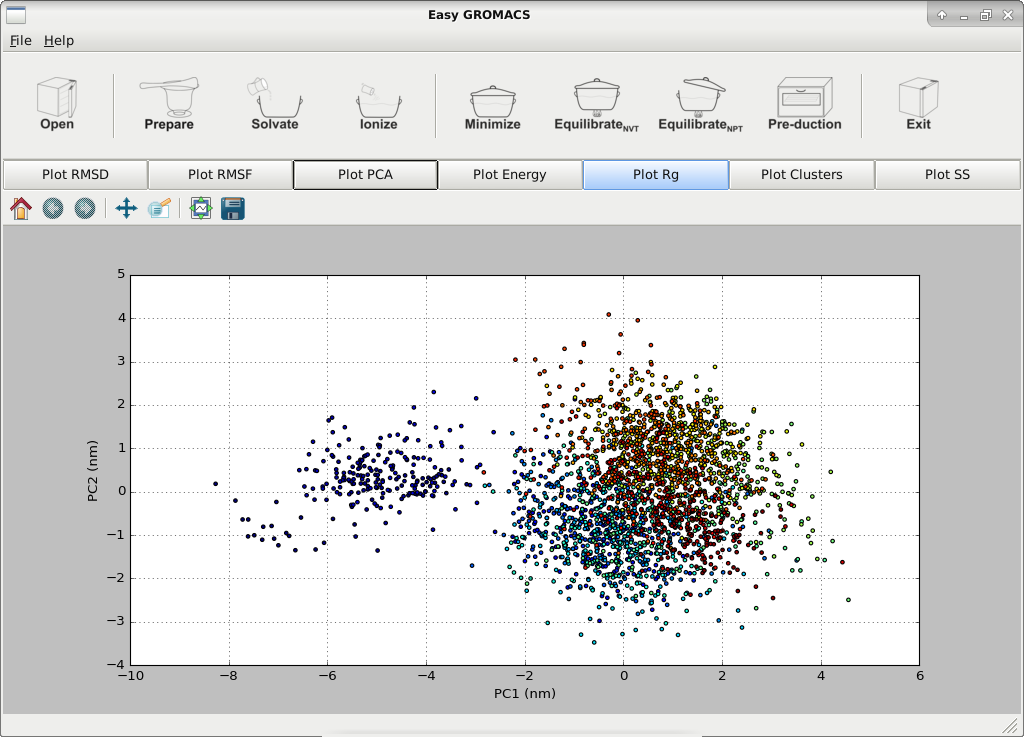 Easy GROMACS
File Help
Open Prepare Solvate Ionize Minimize EquilibrateNVT EquilibrateNPT Pre-duction Exit
Plot RMSD Plot RMSF Plot PCA Plot Energy Plot Rg Plot Clusters Plot SS
5
4
3
2
1
0
−1
−2
−3
−4
PC2 (nm)
−10 −8 −6 −4 −2 0 2 4 6
PC1 (nm)